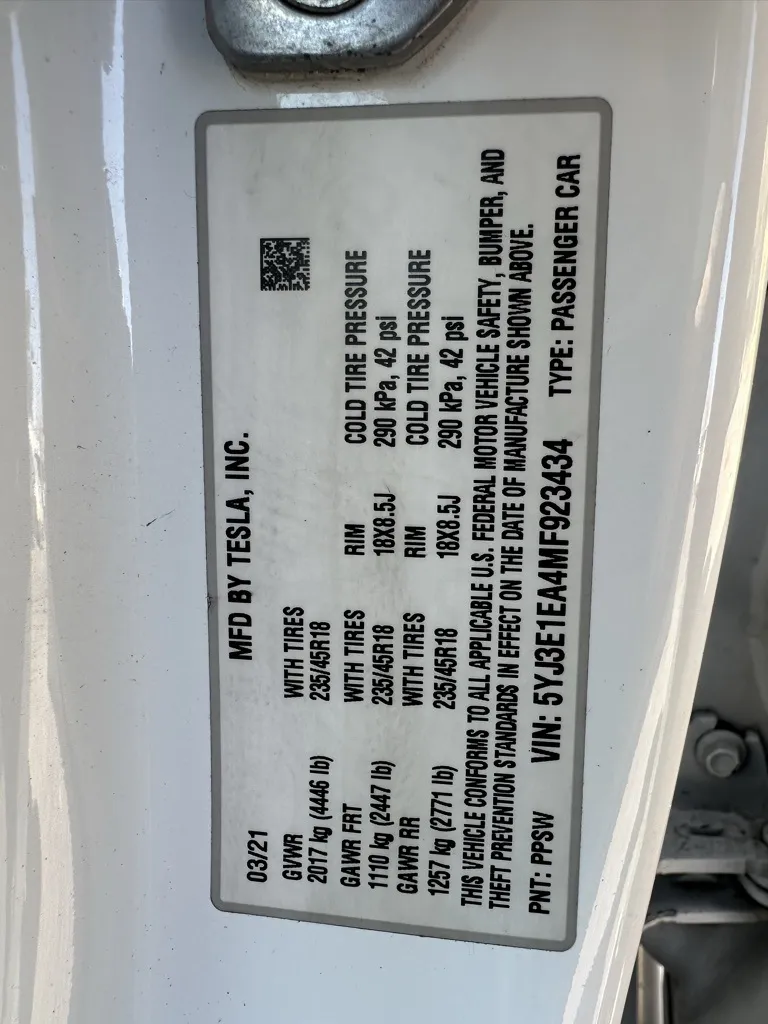 03/21 MFD BY TESLA, INC.
GVWR WITH TIRES
2017 kg (4446 lb) 235/45R18
GAWR FRT WITH TIRES RIM COLD TIRE PRESSURE
1110 kg (2447 lb) 235/45R18 18X8.5J 290 kPa, 42 psi
GAWR RR WITH TIRES RIM COLD TIRE PRESSURE
1257 kg (2771 lb) 235/45R18 18X8.5J 290 kPa, 42 psi
THIS VEHICLE CONFORMS TO ALL APPLICABLE U.S. FEDERAL MOTOR VEHICLE SAFETY, BUMPER, AND
THEFT PREVENTION STANDARDS IN EFFECT ON THE DATE OF MANUFACTURE SHOWN ABOVE.
PNT: PPSW VIN: 5YJ3E1EA4MF923434 TYPE: PASSENGER CAR